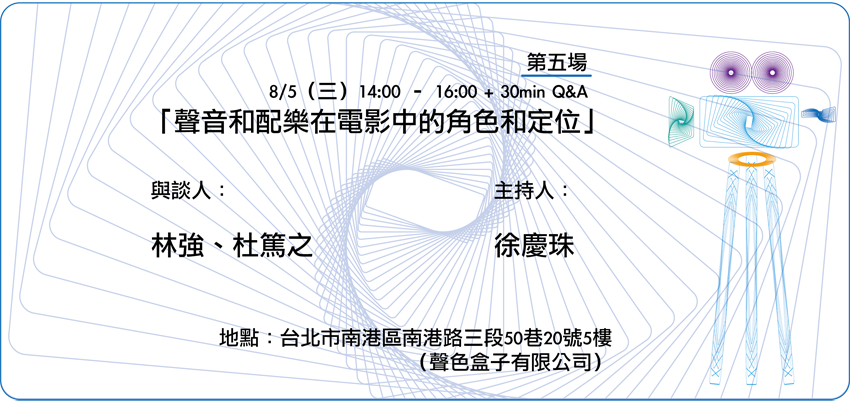 第五場
8/5（三）14:00 - 16:00 + 30min Q&A
「聲音和配樂在電影中的角色和定位」
與談人： 主持人：
林強、杜篤之 徐慶珠
地點：台北市南港區南港路三段50巷20號5樓
（聲色盒子有限公司）